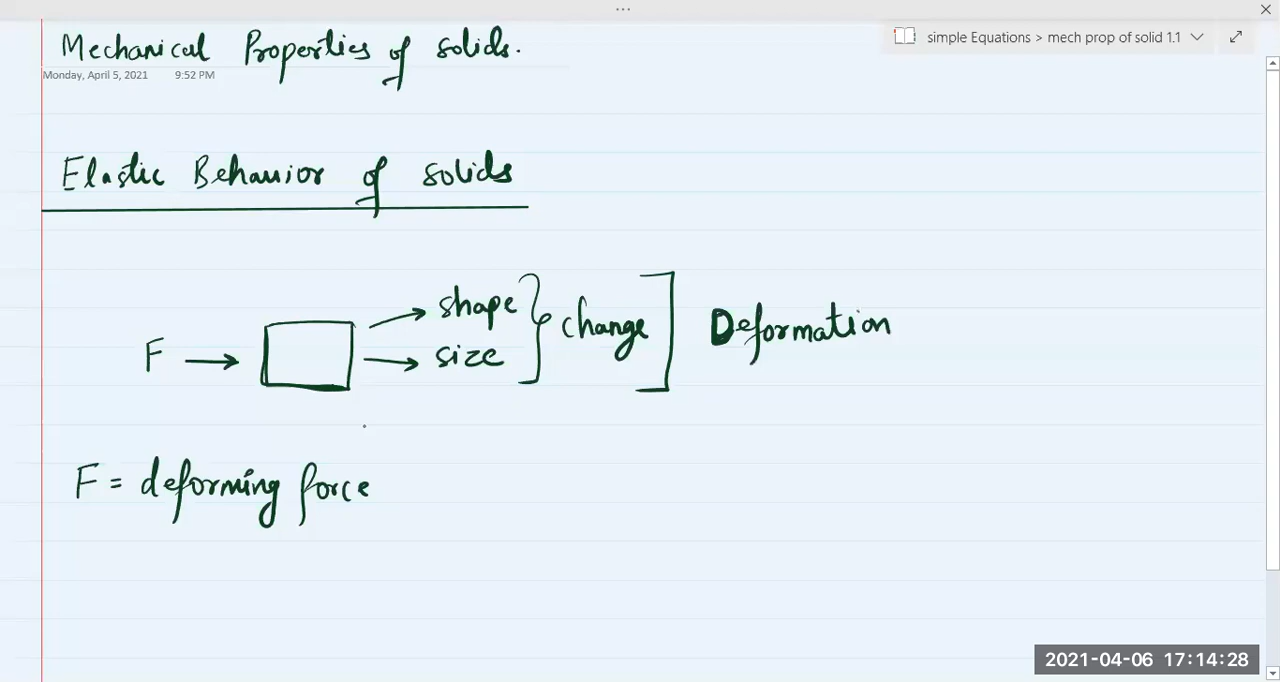 ...
simple Equations > mech prop of solid 1.1
Mechanical Properties of solids.
Monday, April 5, 2021 9:52 PM
Elastic Behavior of solids
F → shape size } change ] Deformation
F = deforming force
2021-04-06 17:14:28